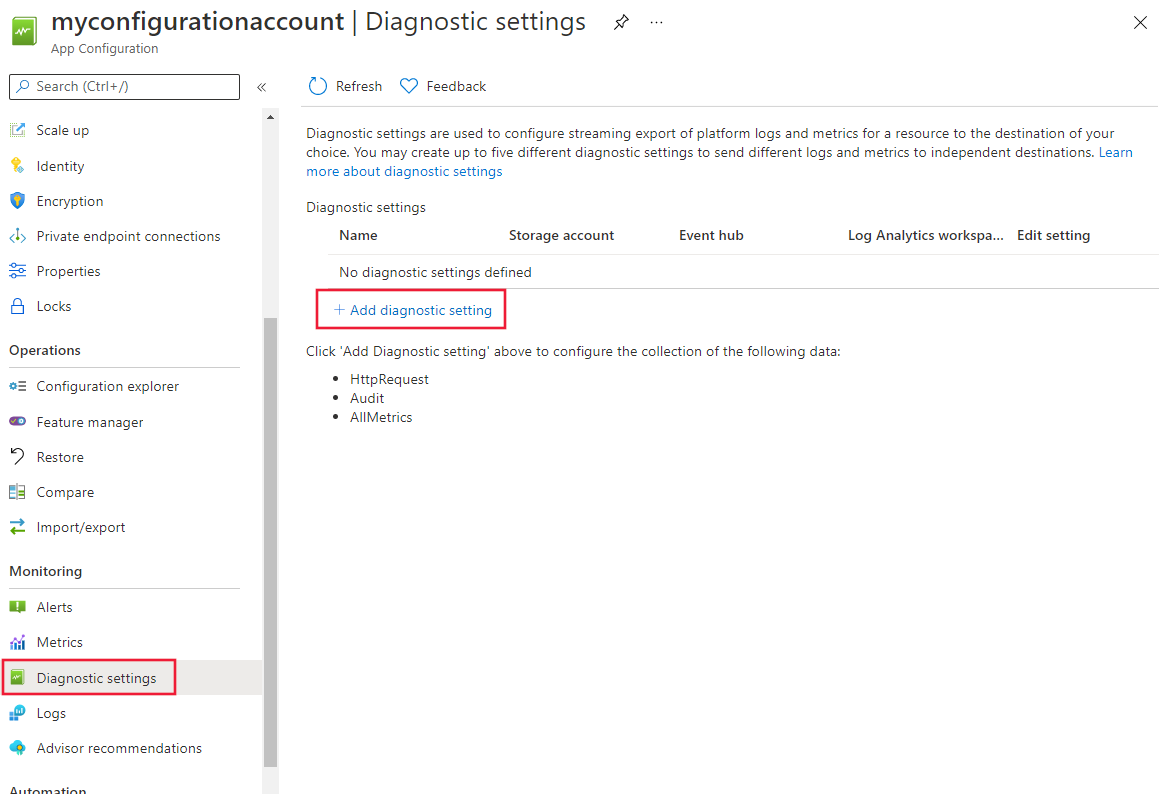 myconfigurationaccount | Diagnostic settings
App Configuration
Search (Ctrl+/)
Scale up
Identity
Encryption
Private endpoint connections
Properties
Locks
Operations
Configuration explorer
Feature manager
Restore
Compare
Import/export
Monitoring
Alerts
Metrics
Diagnostic settings
Logs
Advisor recommendations
Automation
Refresh
Feedback
Diagnostic settings are used to configure streaming export of platform logs and metrics for a resource to the destination of your
choice. You may create up to five different diagnostic settings to send different logs and metrics to independent destinations. Learn
more about diagnostic settings
Diagnostic settings
Name Storage account Event hub Log Analytics workspa... Edit setting
No diagnostic settings defined
+ Add diagnostic setting
Click 'Add Diagnostic setting' above to configure the collection of the following data:
• HttpRequest
• Audit
• AllMetrics